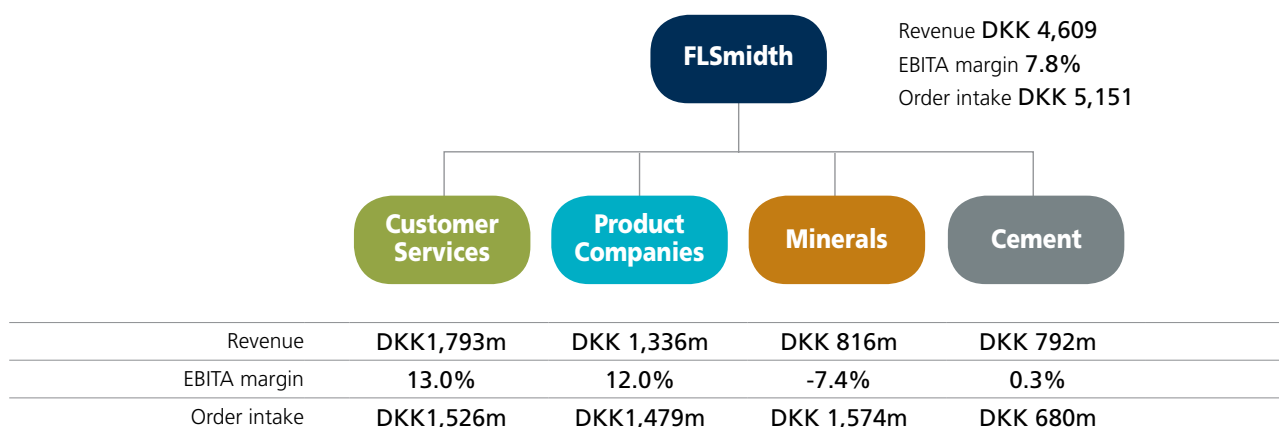 FLSmidth
Revenue DKK 4,609
EBITA margin 7.8%
Order intake DKK 5,151
Customer
Services
Product
Companies
Minerals
Cement
Revenue DKK1,793m DKK 1,336m DKK 816m DKK 792m
EBITA margin 13.0% 12.0% -7.4% 0.3%
Order intake DKK1,526m DKK1,479m DKK 1,574m DKK 680m